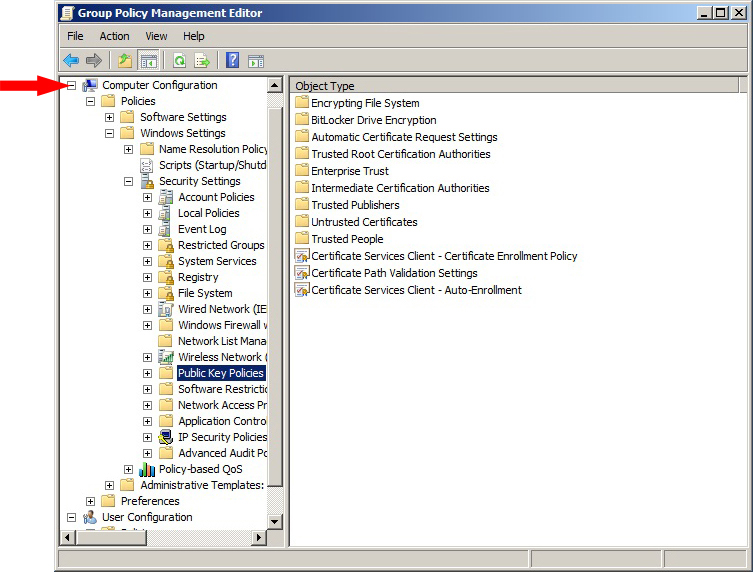 Group Policy Management Editor
File Action View Help
Computer Configuration
Policies
Software Settings
Windows Settings
Name Resolution Policy
Scripts (Startup/Shutd
Security Settings
Account Policies
Local Policies
Event Log
Restricted Groups
System Services
Registry
File System
Wired Network (IE
Windows Firewall w
Network List Mana
Wireless Network (
Public Key Policies
Software Restrictio
Network Access Pr
Application Contro
IP Security Policies
Advanced Audit Po
Policy-based QoS
Administrative Templates:
Preferences
User Configuration
Object Type
Encrypting File System
BitLocker Drive Encryption
Automatic Certificate Request Settings
Trusted Root Certification Authorities
Enterprise Trust
Intermediate Certification Authorities
Trusted Publishers
Untrusted Certificates
Trusted People
Certificate Services Client - Certificate Enrollment Policy
Certificate Path Validation Settings
Certificate Services Client - Auto-Enrollment